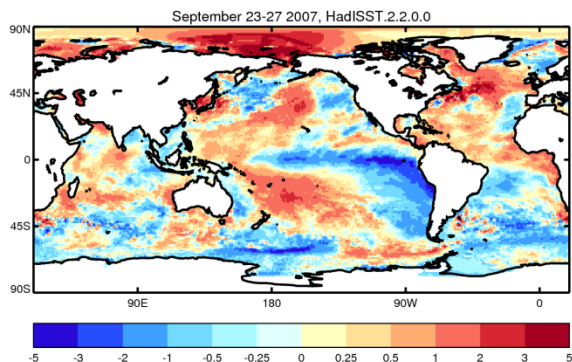 September 23-27 2007, HadISST.2.2.0.0
90N
45N
0
45S
90S
90E 180 90W 0
-5 -3 -2 -1 -0.5 -0.25 0 0.25 0.5 1 2 3 5